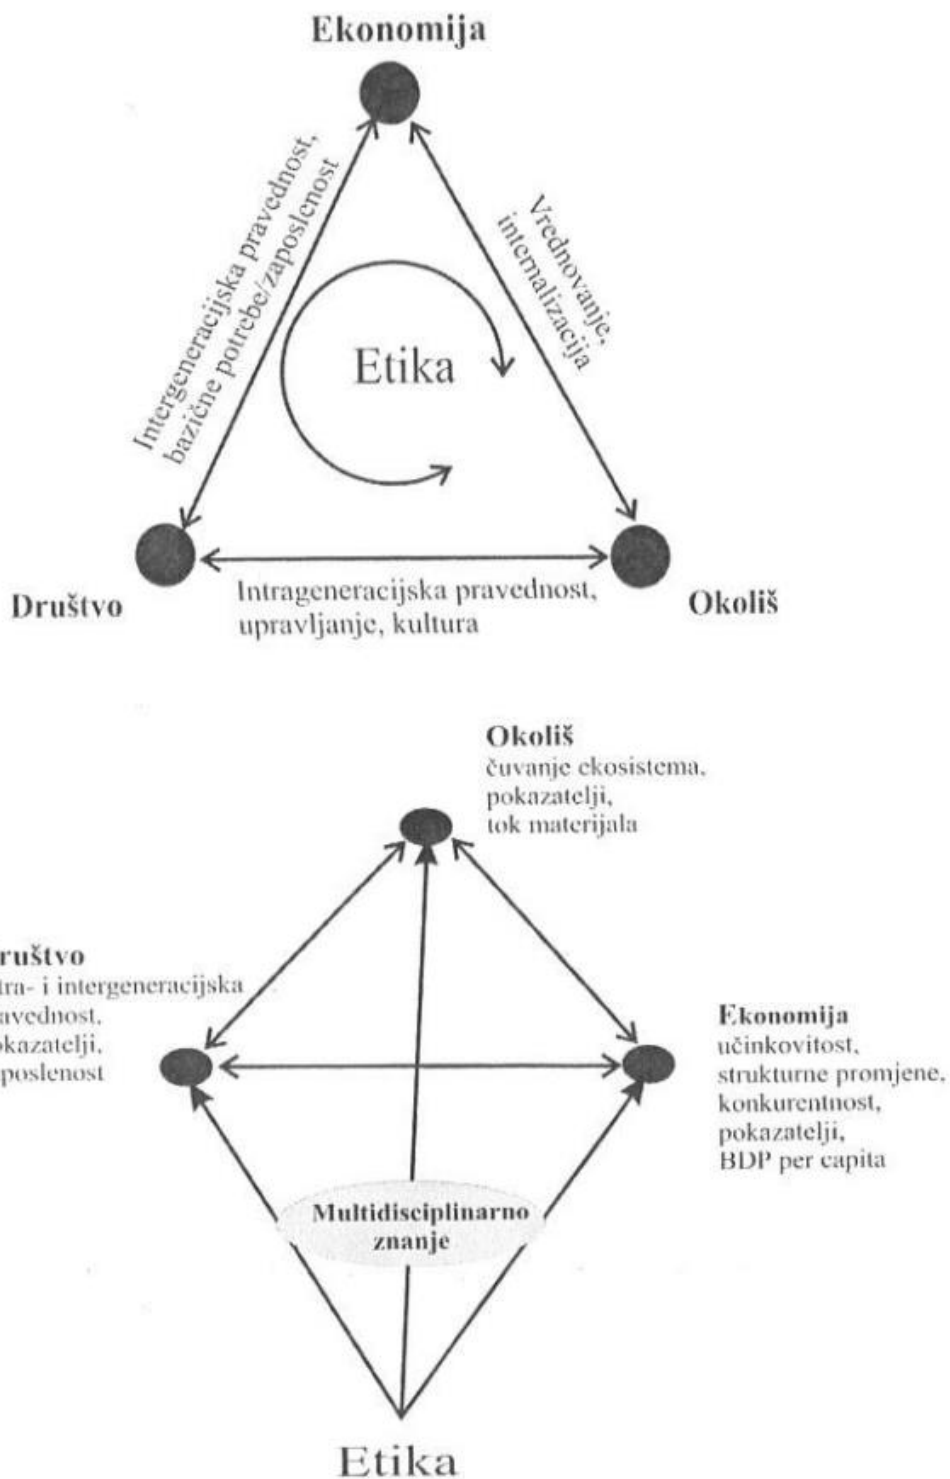 Ekonomija
Intergeneracijska pravednost,
bazične potrebe/zaposlenost
Vrednovanje,
internalizacija
Etika
Društvo
Intrageneracijska pravednost,
upravljanje, kultura
Okoliš
Okoliš
čuvanje ekosistema,
pokazatelji,
tok materijala
ruštvo
tra- i intergeneracijska
avednost,
okazatelji,
poslenost
Ekonomija
učinkovitost,
strukturne promjene,
konkurentnost,
pokazatelji,
BDP per capita
Multidisciplinarno
znanje
Etika